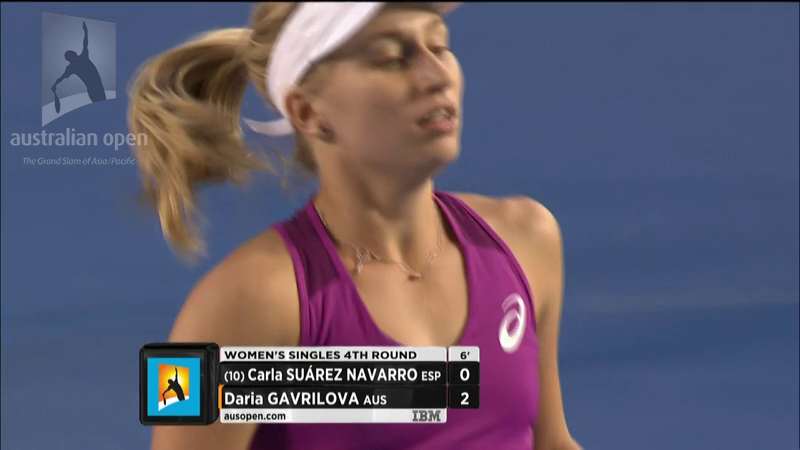 australian open
The Grand Slam of Asia/Pacific
WOMEN'S SINGLES 4TH ROUND 6'
(10) Carla SUÁREZ NAVARRO ESP 0
Daria GAVRILOVA AUS 2
ausopen.com IBM